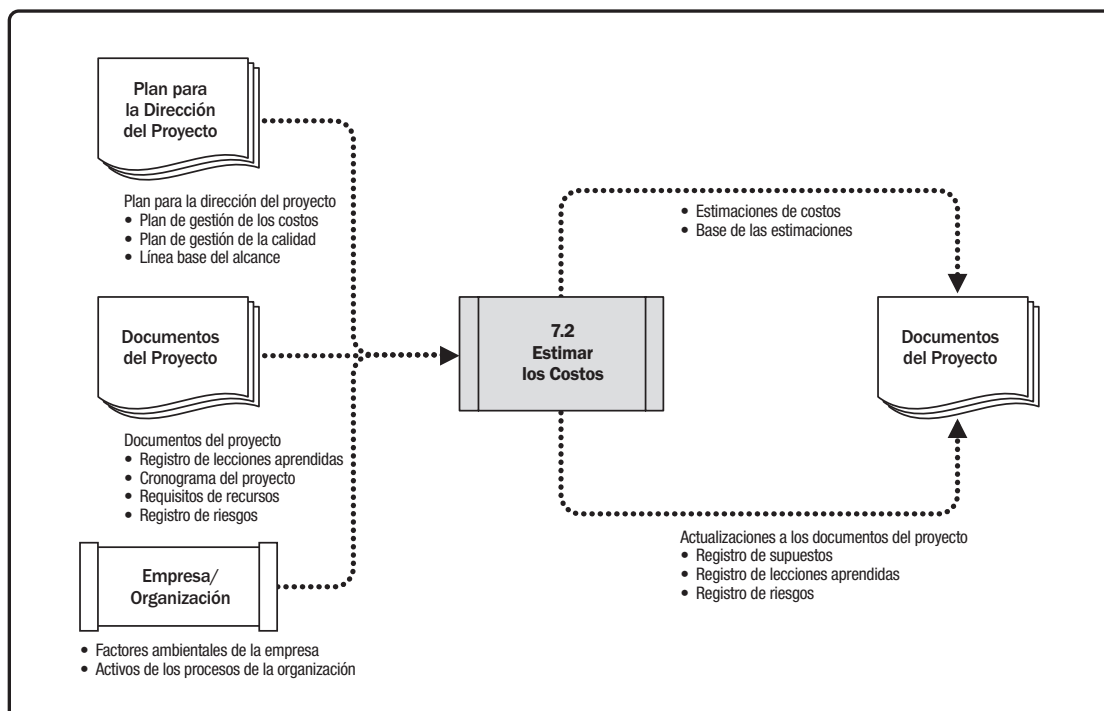 Plan para
la Dirección
del Proyecto
Plan para la dirección del proyecto
• Plan de gestión de los costos
• Plan de gestión de la calidad
• Línea base del alcance
Documentos
del Proyecto
Documentos del proyecto
• Registro de lecciones aprendidas
• Cronograma del proyecto
• Requisitos de recursos
• Registro de riesgos
Empresa/
Organización
• Factores ambientales de la empresa
• Activos de los procesos de la organización
7.2
Estimar
los Costos
• Estimaciones de costos
• Base de las estimaciones
Documentos
del Proyecto
Actualizaciones a los documentos del proyecto
• Registro de supuestos
• Registro de lecciones aprendidas
• Registro de riesgos